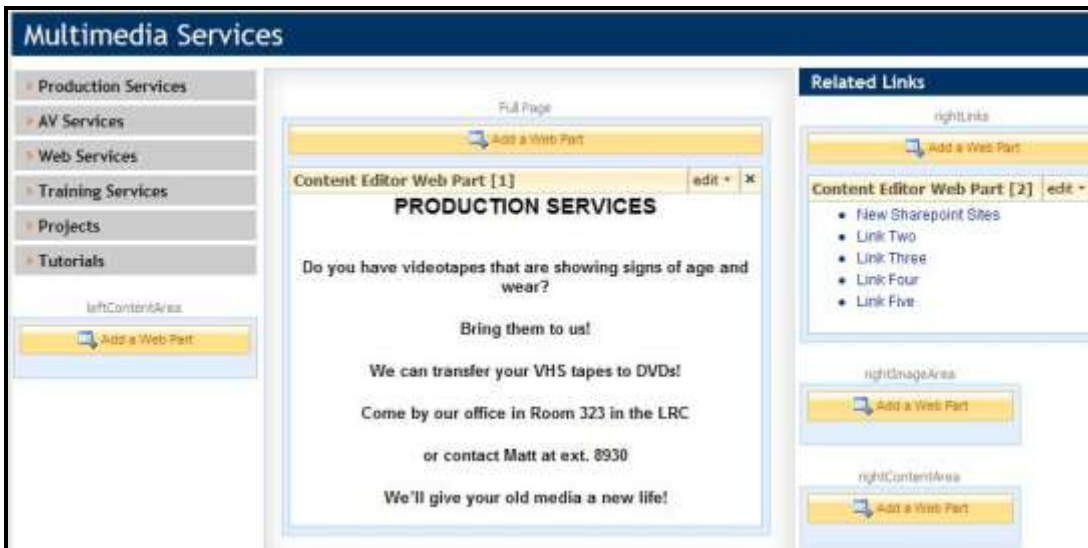 Multimedia Services
Production Services
AV Services
Web Services
Training Services
Projects
Tutorials
leftContentArea
Add a Web Part
Full Page
Add a Web Part
Content Editor Web Part [1]
edit
PRODUCTION SERVICES
Do you have videotapes that are showing signs of age and
wear?
Bring them to us!
We can transfer your VHS tapes to DVDs!
Come by our office in Room 323 in the LRC
or contact Matt at ext. 8930
We'll give your old media a new life!
Related Links
rightLinks
Add a Web Part
Content Editor Web Part [2] edit
New Sharepoint Sites
Link Two
Link Three
Link Four
Link Five
rightImageArea
Add a Web Part
rightContentArea
Add a Web Part